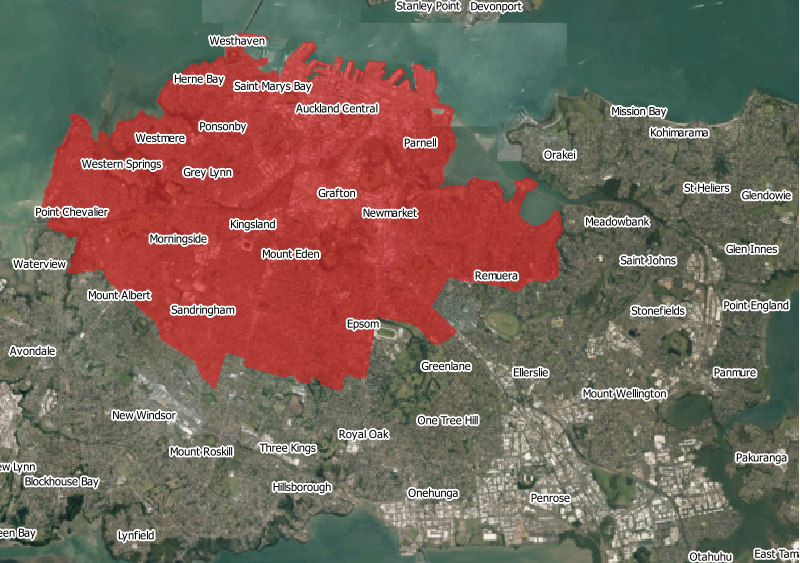 Stanley Point
Devonport
Westhaven
Herne Bay
Saint Marys Bay
Auckland Central
Mission Bay
Kohimarama
Ponsonby
Westmere
Parnell
Orakei
Western Springs
Grey Lynn
Grafton
St Heliers
Glendowie
Point Chevalier
Newmarket
Kingsland
Meadowbank
Morningside
Mount Eden
Glen Innes
Waterview
Saint Johns
Remuera
Mount Albert
Sandringham
Stonefields
Point England
Epsom
Avondale
Greenlane
Ellerslie
Panmure
Mount Wellington
New Windsor
One Tree Hill
Royal Oak
Three Kings
Mount Roskill
Pakuranga
ew Lynn
Blockhouse Bay
Hillsborough
Onehunga
Penrose
een Bay
Lynfield
Otahuhu
East Tam